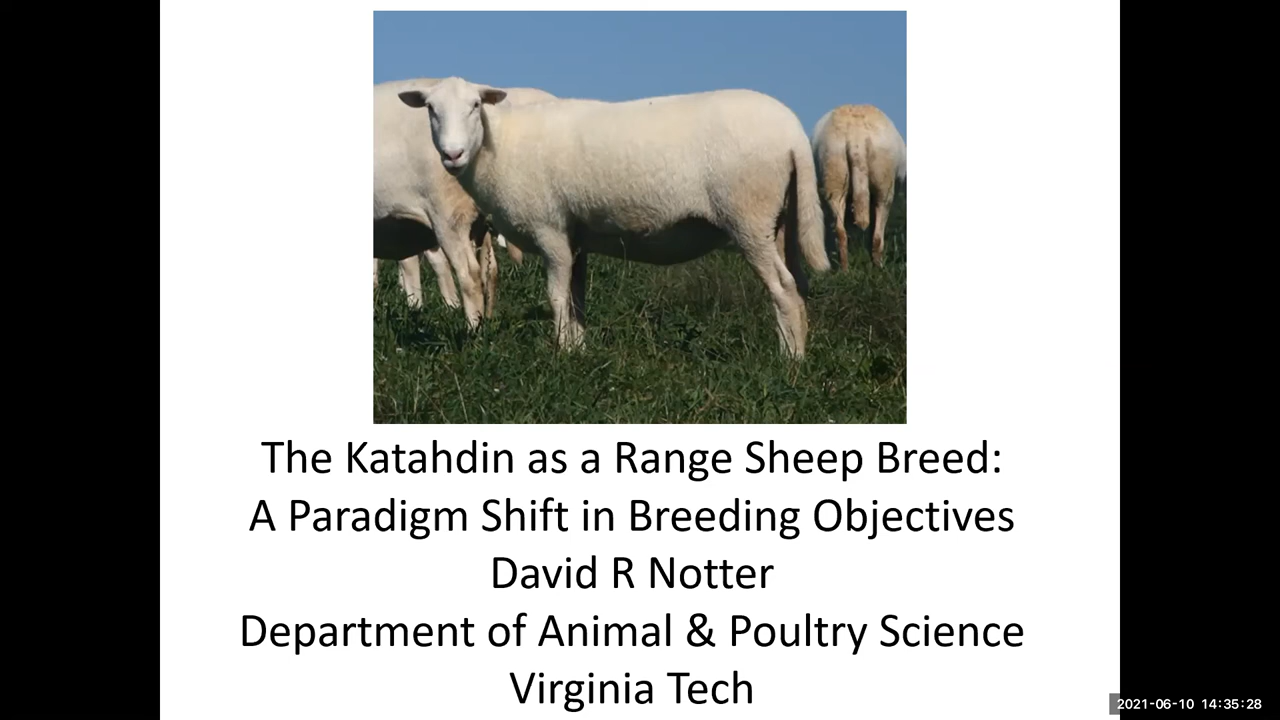 The Katahdin as a Range Sheep Breed:
A Paradigm Shift in Breeding Objectives
David R Notter
Department of Animal & Poultry Science
Virginia Tech
2021-06-10 14:35:28